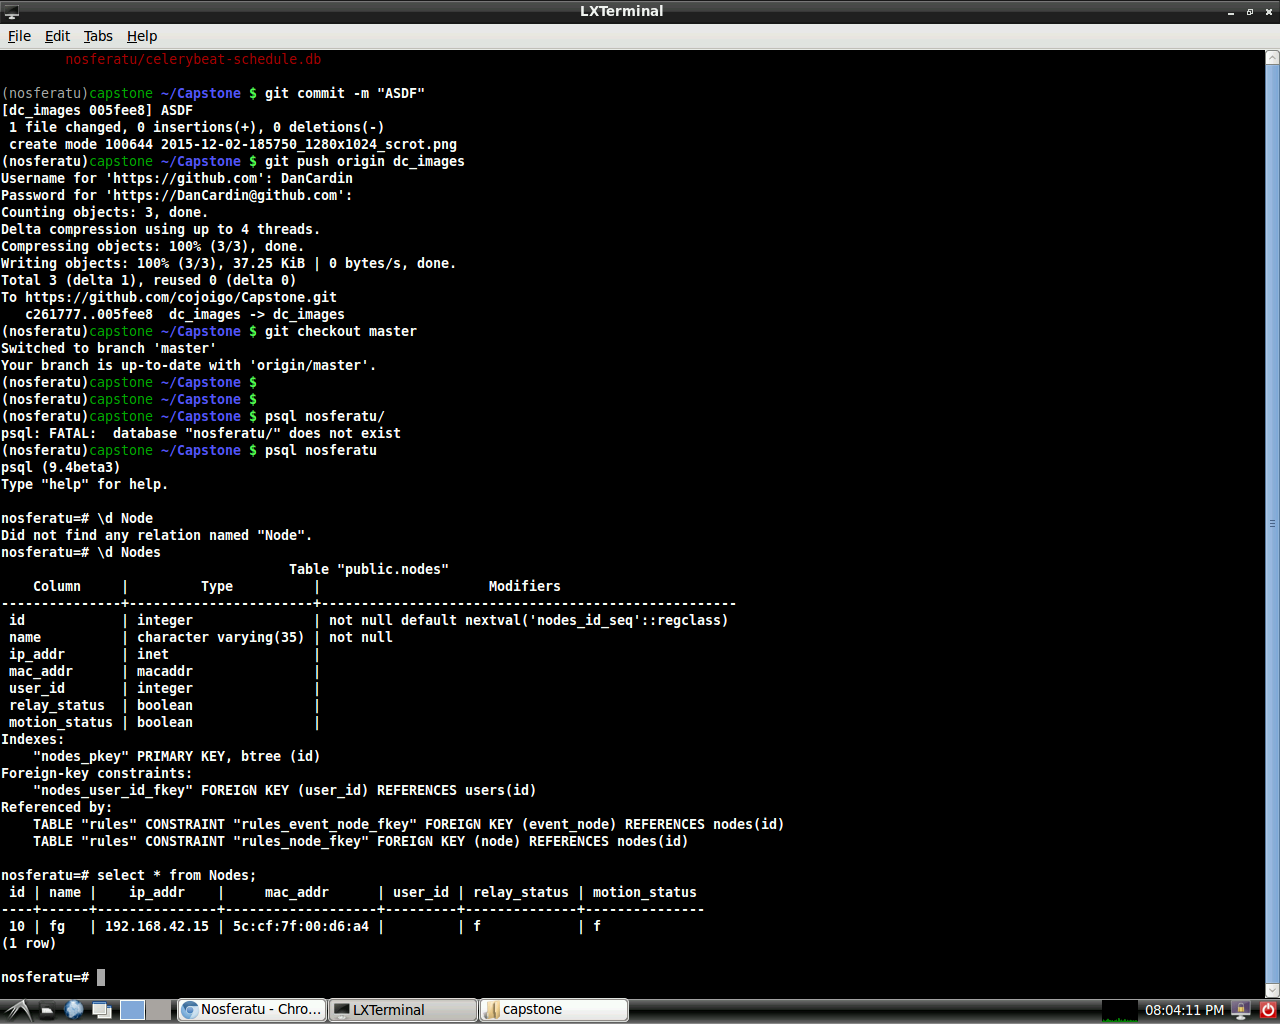 LXTerminal
File Edit Tabs Help
        nosferatu/celerybeat-schedule.db
(nosferatu)capstone ~/Capstone $ git commit -m "ASDF"
[dc_images 005fee8] ASDF
 1 file changed, 0 insertions(+), 0 deletions(-)
 create mode 100644 2015-12-02-185750_1280x1024_scrot.png
(nosferatu)capstone ~/Capstone $ git push origin dc_images
Username for 'https://github.com': DanCardin
Password for 'https://DanCardin@github.com':
Counting objects: 3, done.
Delta compression using up to 4 threads.
Compressing objects: 100% (3/3), done.
Writing objects: 100% (3/3), 37.25 KiB | 0 bytes/s, done.
Total 3 (delta 1), reused 0 (delta 0)
To https://github.com/cojoigo/Capstone.git
   c261777..005fee8  dc_images -> dc_images
(nosferatu)capstone ~/Capstone $ git checkout master
Switched to branch 'master'
Your branch is up-to-date with 'origin/master'.
(nosferatu)capstone ~/Capstone $
(nosferatu)capstone ~/Capstone $
(nosferatu)capstone ~/Capstone $ psql nosferatu/
psql: FATAL:  database "nosferatu/" does not exist
(nosferatu)capstone ~/Capstone $ psql nosferatu
psql (9.4beta3)
Type "help" for help.
nosferatu=# \d Node
Did not find any relation named "Node".
nosferatu=# \d Nodes
                                    Table "public.nodes"
    Column     |         Type          |                     Modifiers
---------------+-----------------------+----------------------------------------------------
 id            | integer               | not null default nextval('nodes_id_seq'::regclass)
 name          | character varying(35) | not null
 ip_addr       | inet                  |
 mac_addr      | macaddr               |
 user_id       | integer               |
 relay_status  | boolean               |
 motion_status | boolean               |
Indexes:
    "nodes_pkey" PRIMARY KEY, btree (id)
Foreign-key constraints:
    "nodes_user_id_fkey" FOREIGN KEY (user_id) REFERENCES users(id)
Referenced by:
    TABLE "rules" CONSTRAINT "rules_event_node_fkey" FOREIGN KEY (event_node) REFERENCES nodes(id)
    TABLE "rules" CONSTRAINT "rules_node_fkey" FOREIGN KEY (node) REFERENCES nodes(id)
nosferatu=# select * from Nodes;
 id | name |    ip_addr    |     mac_addr      | user_id | relay_status | motion_status
----+------+---------------+-------------------+---------+--------------+---------------
 10 | fg   | 192.168.42.15 | 5c:cf:7f:00:d6:a4 |         | f            | f
(1 row)
nosferatu=#
Nosferatu - Chro... LXTerminal capstone 08:04:11 PM